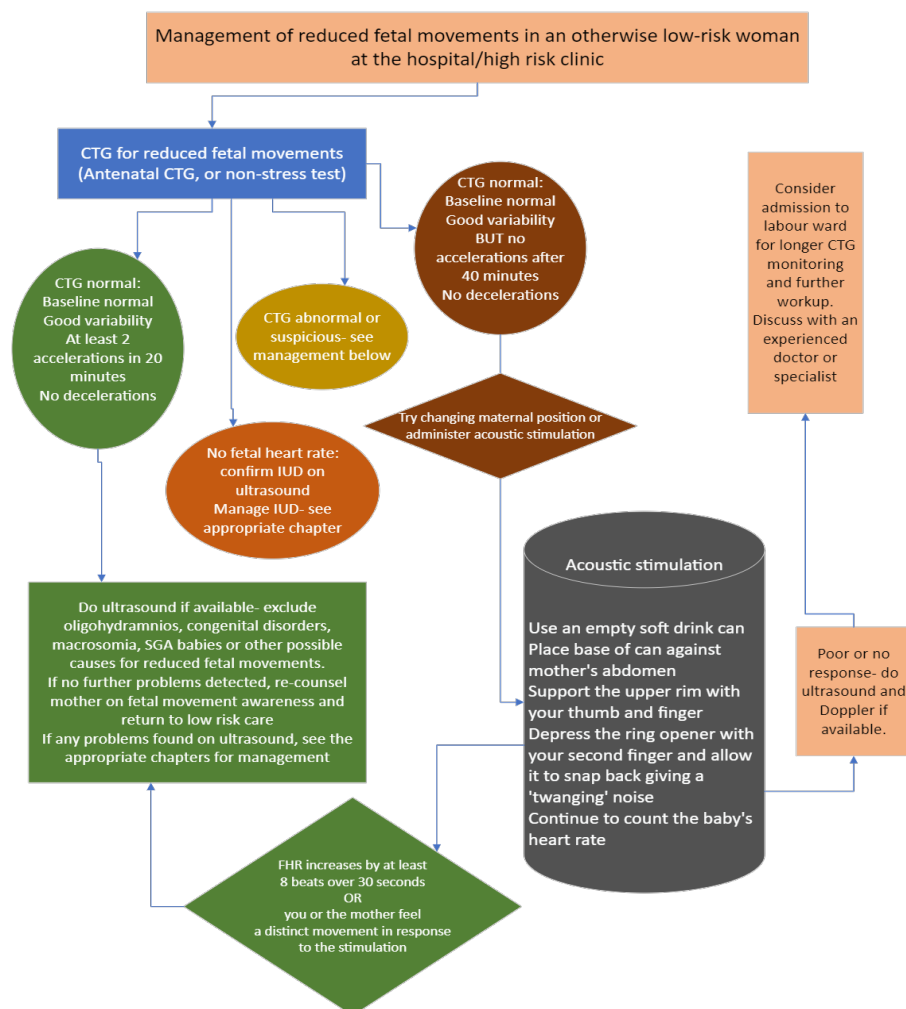 Management of reduced fetal movements in an otherwise low-risk woman
at the hospital/high risk clinic
CTG for reduced fetal movements
(Antenatal CTG, or non-stress test)
CTG normal:
Baseline normal
Good variability
At least 2
accelerations in 20
minutes
No decelerations
CTG abnormal or
suspicious- see
management below
CTG normal:
Baseline normal
Good variability
BUT no
accelerations after
40 minutes
No decelerations
Consider
admission to
labour ward
for longer CTG
monitoring
and further
workup.
Discuss with an
experienced
doctor or
specialist
No fetal heart rate:
confirm IUD on
ultrasound
Manage IUD- see
appropriate chapter
Try changing maternal position or
administer acoustic stimulation
Acoustic stimulation
Use an empty soft drink can
Place base of can against
mother's abdomen
Support the upper rim with
your thumb and finger
Depress the ring opener with
your second finger and allow
it to snap back giving a
'twanging' noise
Continue to count the baby's
heart rate
Poor or no
response- do
ultrasound and
Doppler if
available.
Do ultrasound if available- exclude
oligohydramnios, congenital disorders,
macrosomia, SGA babies or other possible
causes for reduced fetal movements.
If no further problems detected, re-counsel
mother on fetal movement awareness and
return to low risk care
If any problems found on ultrasound, see the
appropriate chapters for management
FHR increases by at least
8 beats over 30 seconds
OR
you or the mother feel
a distinct movement in response
to the stimulation